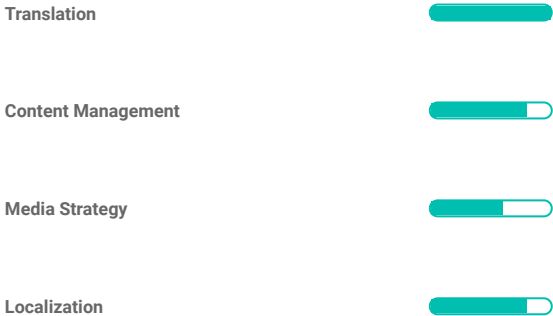 Translation
Content Management
Media Strategy
Localization